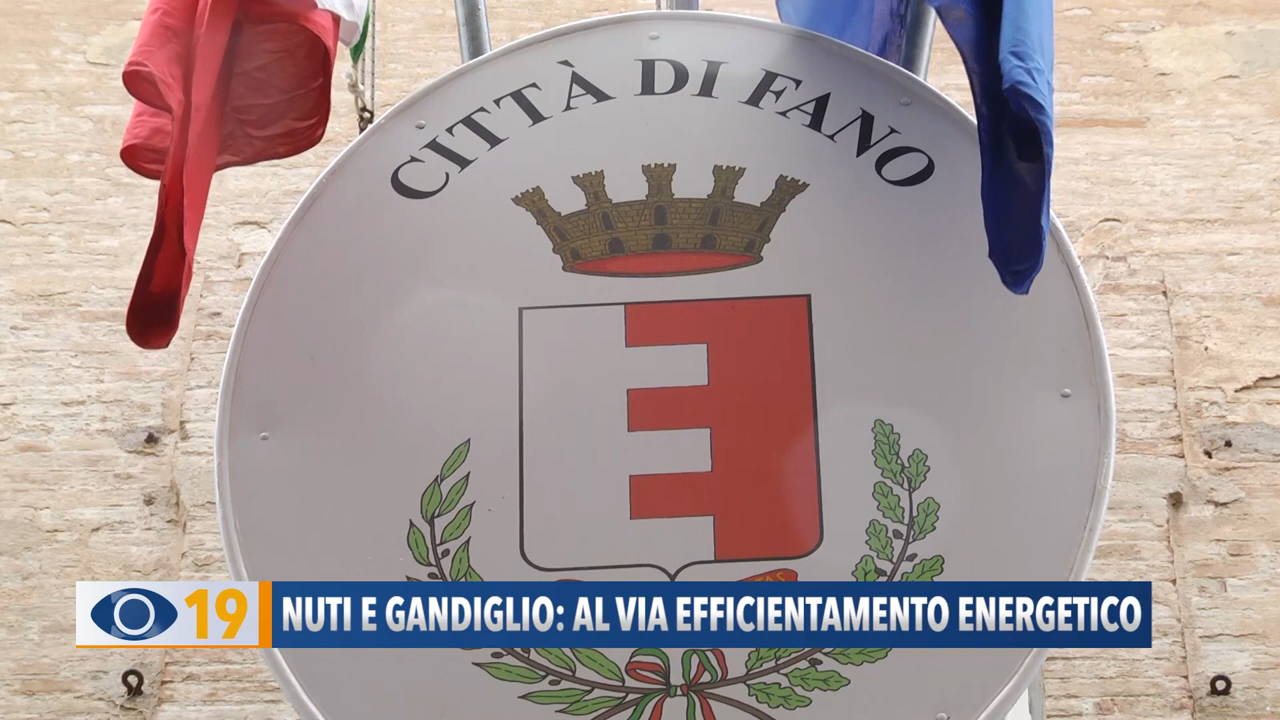 CITTÀ DI FANO
19
NUTI E GANDIGLIO: AL VIA EFFICIENTAMENTO ENERGETICO